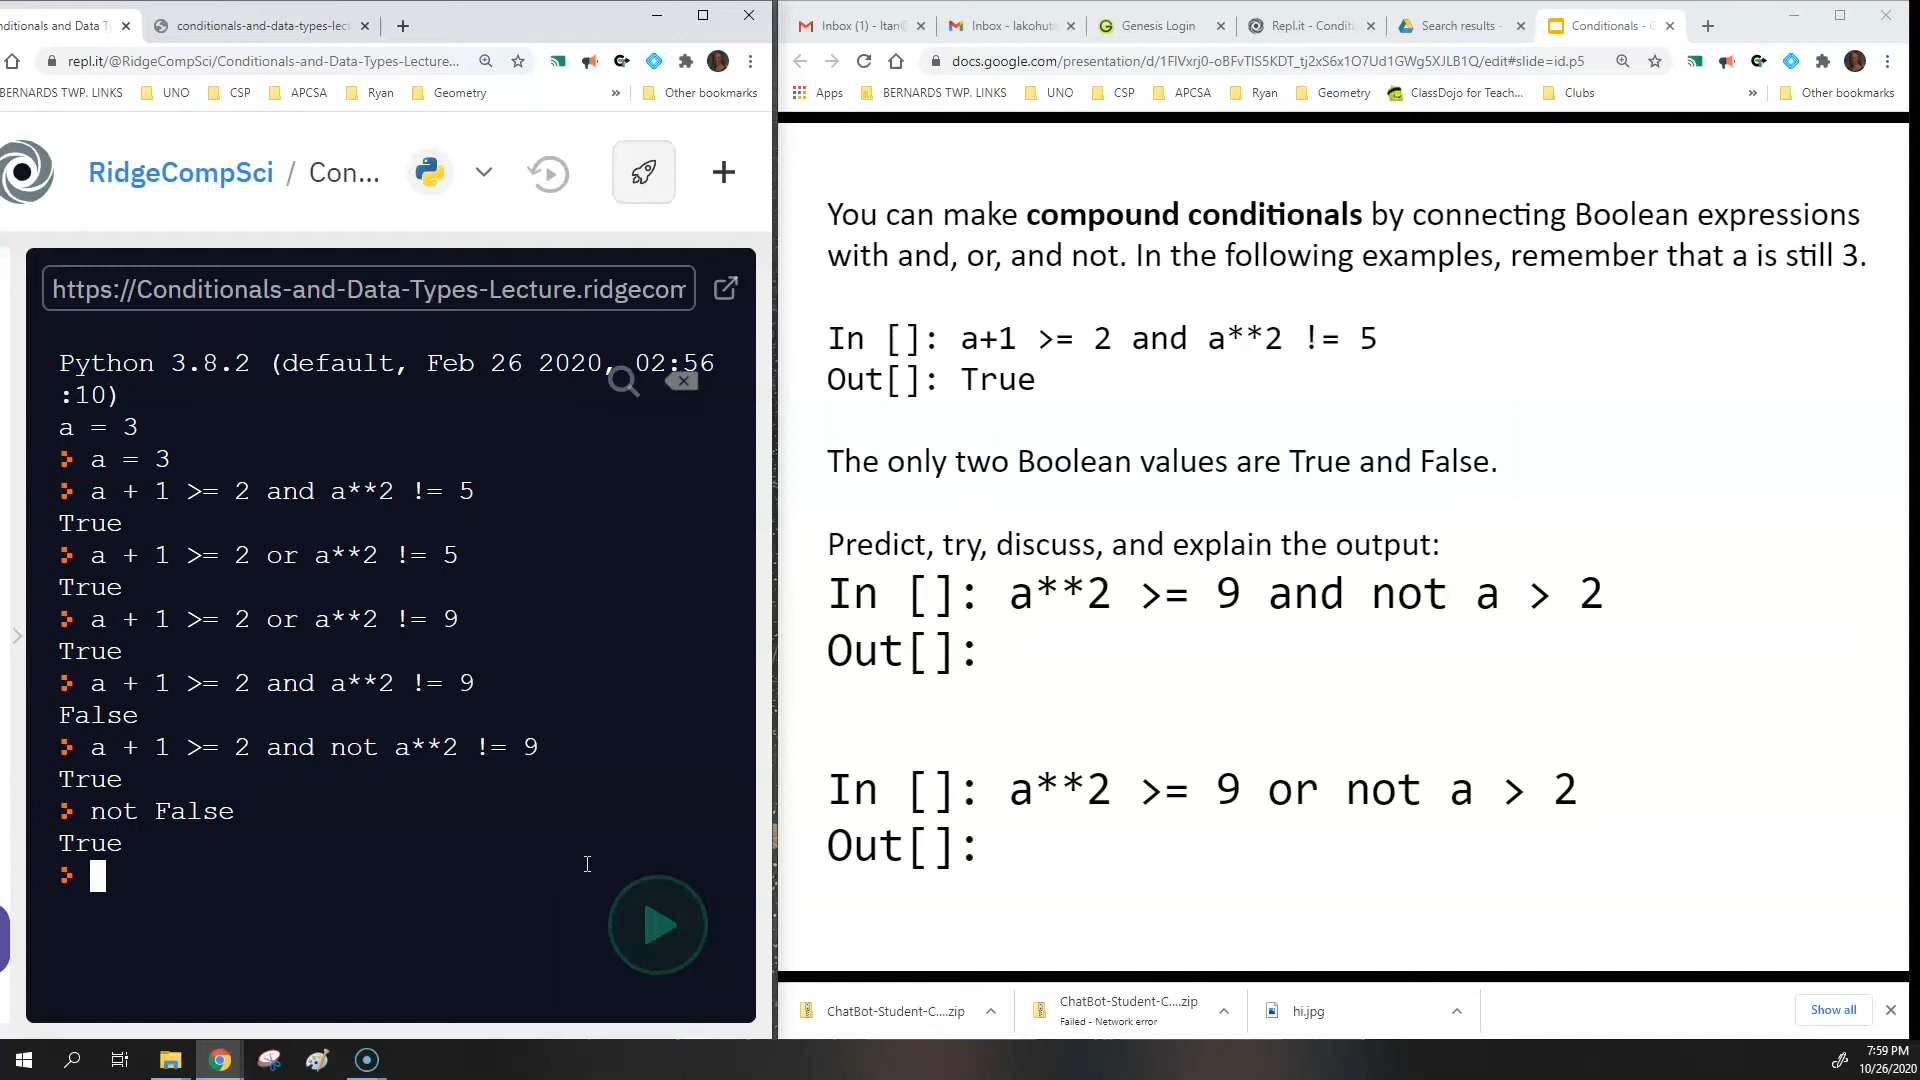 nditionals and Data T
conditionals-and-data-types-lect
repl.it/@RidgeCompSci/Conditionals-and-Data-Types-Lecture...
BERNARDS TWP. LINKS UNO CSP APCSA Ryan Geometry » Other bookmarks
RidgeCompSci / Con...
https://Conditionals-and-Data-Types-Lecture.ridgecom
Python 3.8.2 (default, Feb 26 2020, 02:56
:10)
a = 3
a = 3
a + 1 >= 2 and a**2 != 5
True
a + 1 >= 2 or a**2 != 5
True
a + 1 >= 2 or a**2 != 9
True
a + 1 >= 2 and a**2 != 9
False
a + 1 >= 2 and not a**2 != 9
True
not False
True
Inbox (1) - ltan@ Inbox - lakohut Genesis Login Repl.it - Conditi Search results - Conditionals - G
docs.google.com/presentation/d/1FlVxrj0-oBFvTlS5KDT_tj2xS6x1O7Ud1GWg5XJLB1Q/edit#slide=id.p5
Apps BERNARDS TWP. LINKS UNO CSP APCSA Ryan Geometry ClassDojo for Teach... Clubs » Other bookmarks
You can make compound conditionals by connecting Boolean expressions
with and, or, and not. In the following examples, remember that a is still 3.
In []: a+1 >= 2 and a**2 != 5
Out[]: True
The only two Boolean values are True and False.
Predict, try, discuss, and explain the output:
In []: a**2 >= 9 and not a > 2
Out[]:
In []: a**2 >= 9 or not a > 2
Out[]:
ChatBot-Student-C....zip
ChatBot-Student-C....zip
Failed - Network error
hi.jpg
Show all
7:59 PM
10/26/2020